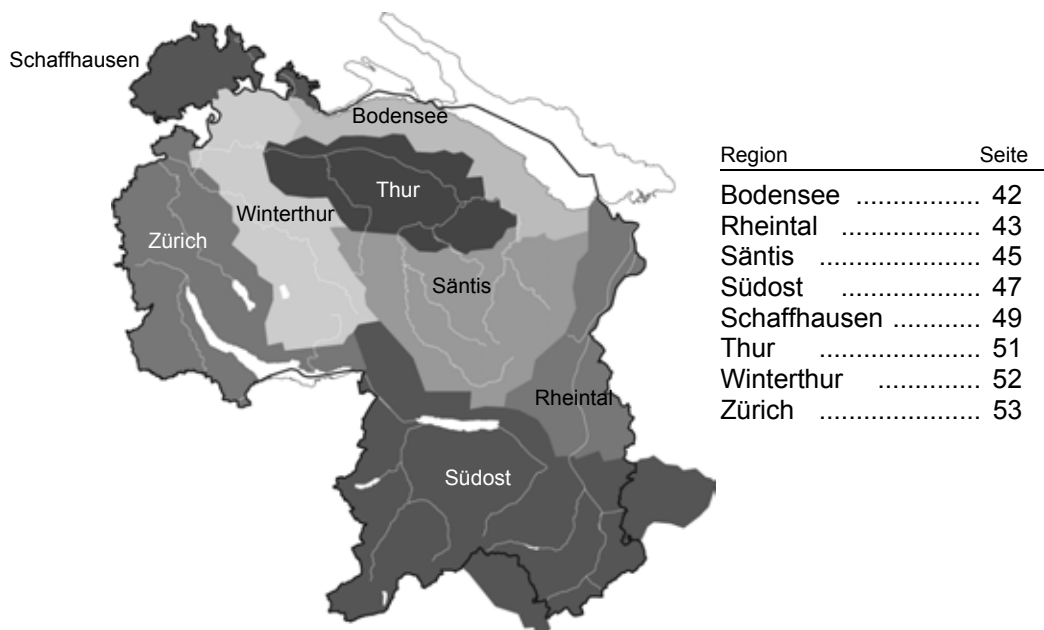 Schaffhausen
Bodensee
Thur
Winterthur
Zürich
Säntis
Rheintal
Südost
Region Seite
Bodensee .................. 42
Rheintal .................... 43
Säntis ..................... 45
Südost .................. 47
Schaffhausen ............ 49
Thur ..................... 51
Winterthur ............. 52
Zürich ..................... 53